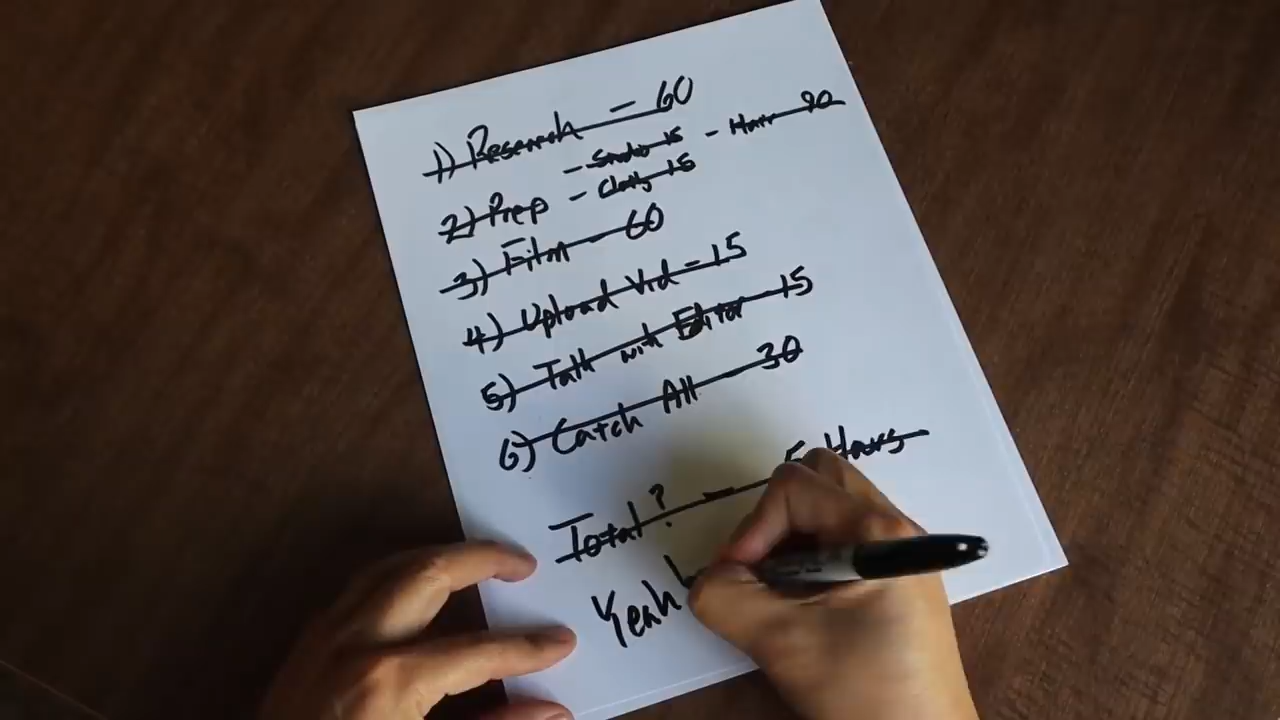 1) Research - 60
- Studio 15 - Hair 90
2) Prep - Cloths 15
3) Film - 60
4) Upload Vid - 15
5) Talk with Editor 15
6) Catch All - 30
Total? - 5 Hours
Yeah